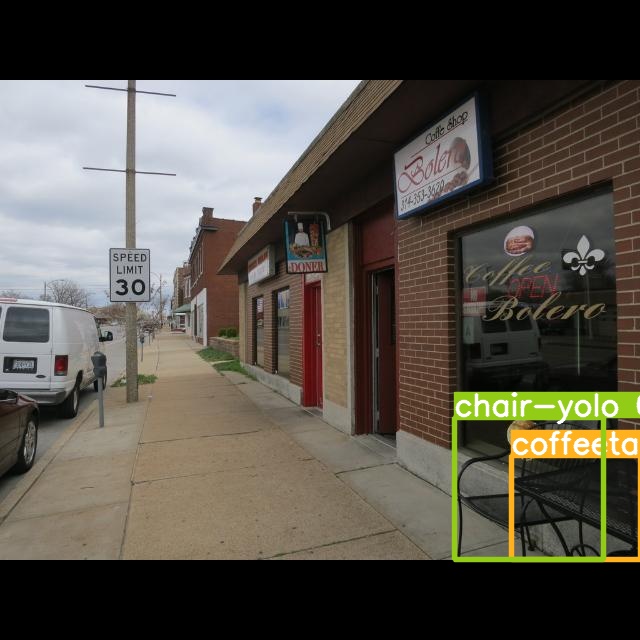 SPEED
LIMIT
30
DONER
Caffe Shop
Bolero
314-353-3620
Coffee
OPEN
Bolero
chair-yolo
coffeeta